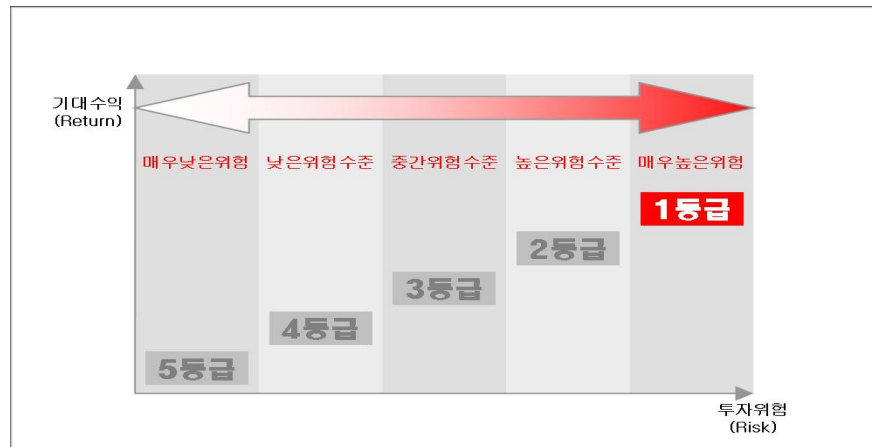 기대수익
(Return)
매우낮은위험
낮은위험수준
중간위험수준
높은위험수준
매우높은위험
1등급
2등급
3등급
4등급
5등급
투자위험
(Risk)